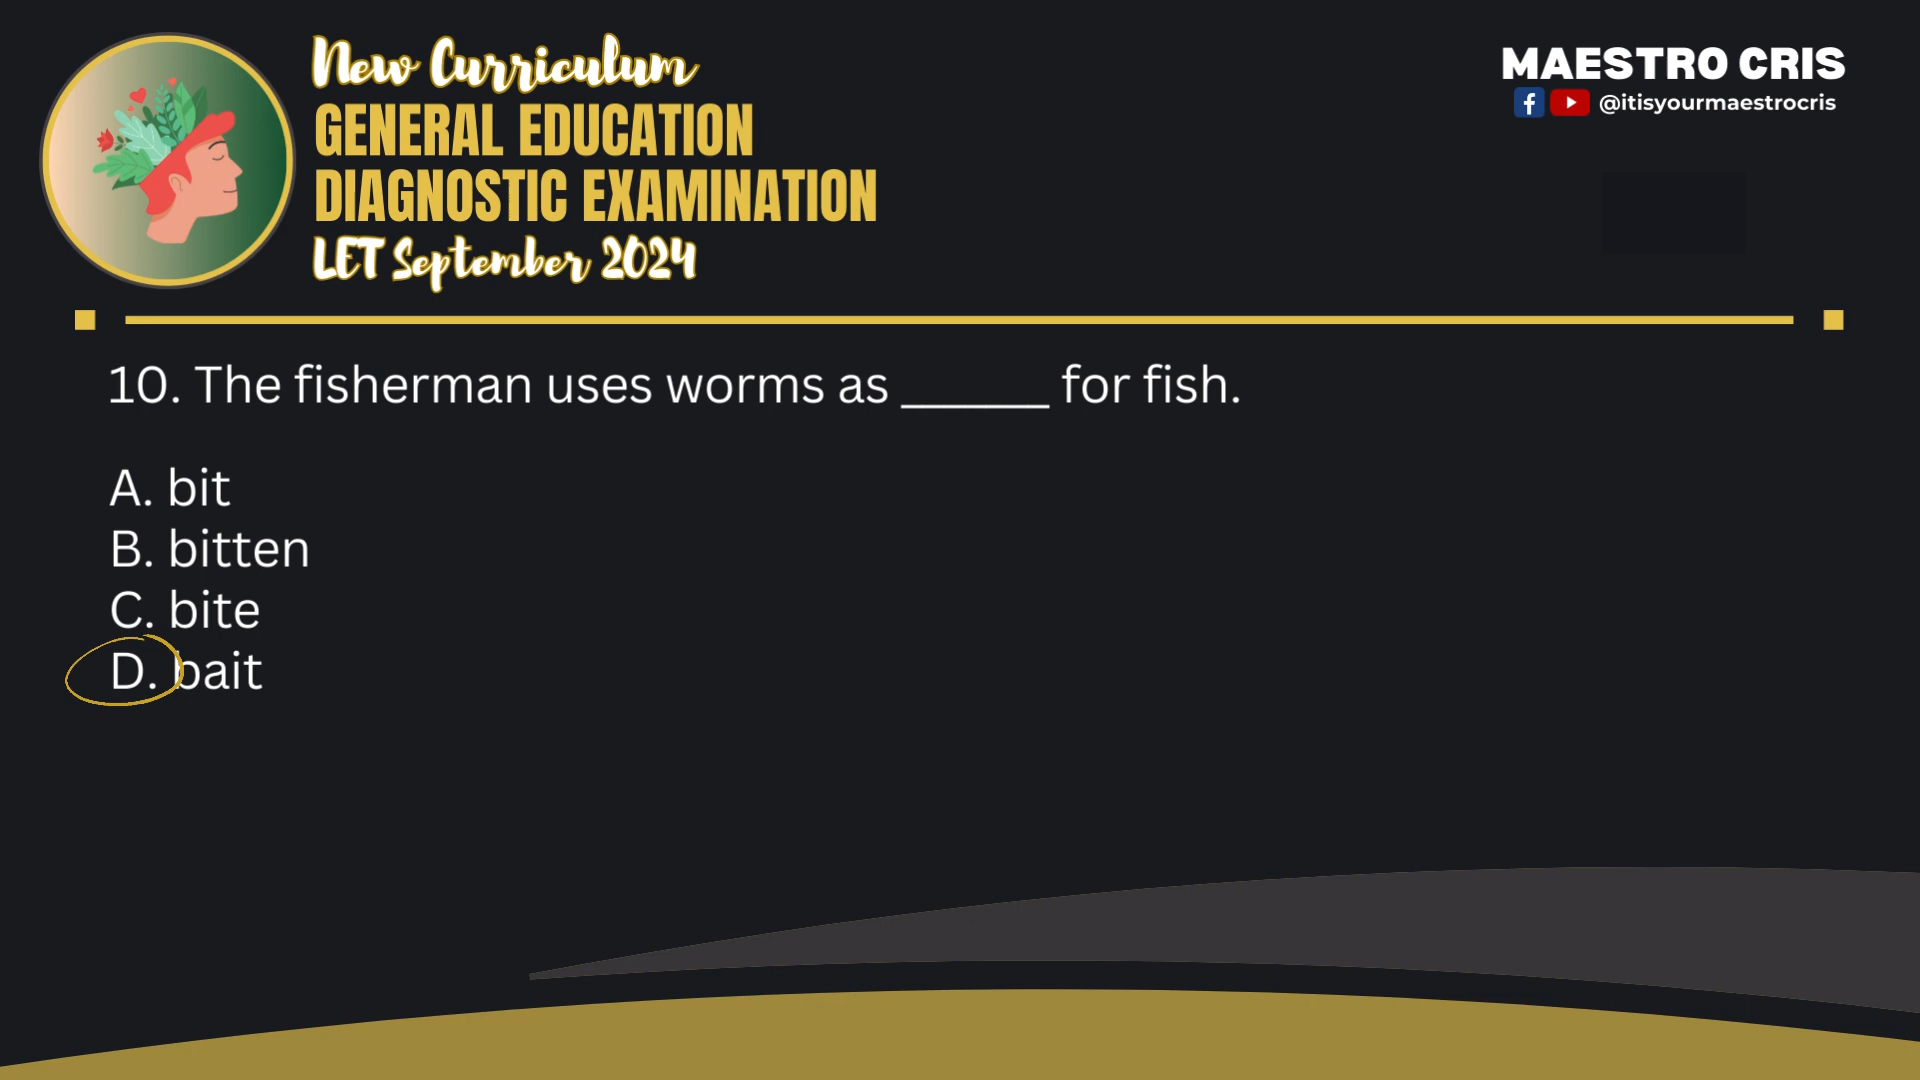 New Curriculum
GENERAL EDUCATION
DIAGNOSTIC EXAMINATION
LET September 2024
MAESTRO CRIS
@itisyourmaestrocris
10. The fisherman uses worms as ______ for fish.
A. bit
B. bitten
C. bite
D. bait